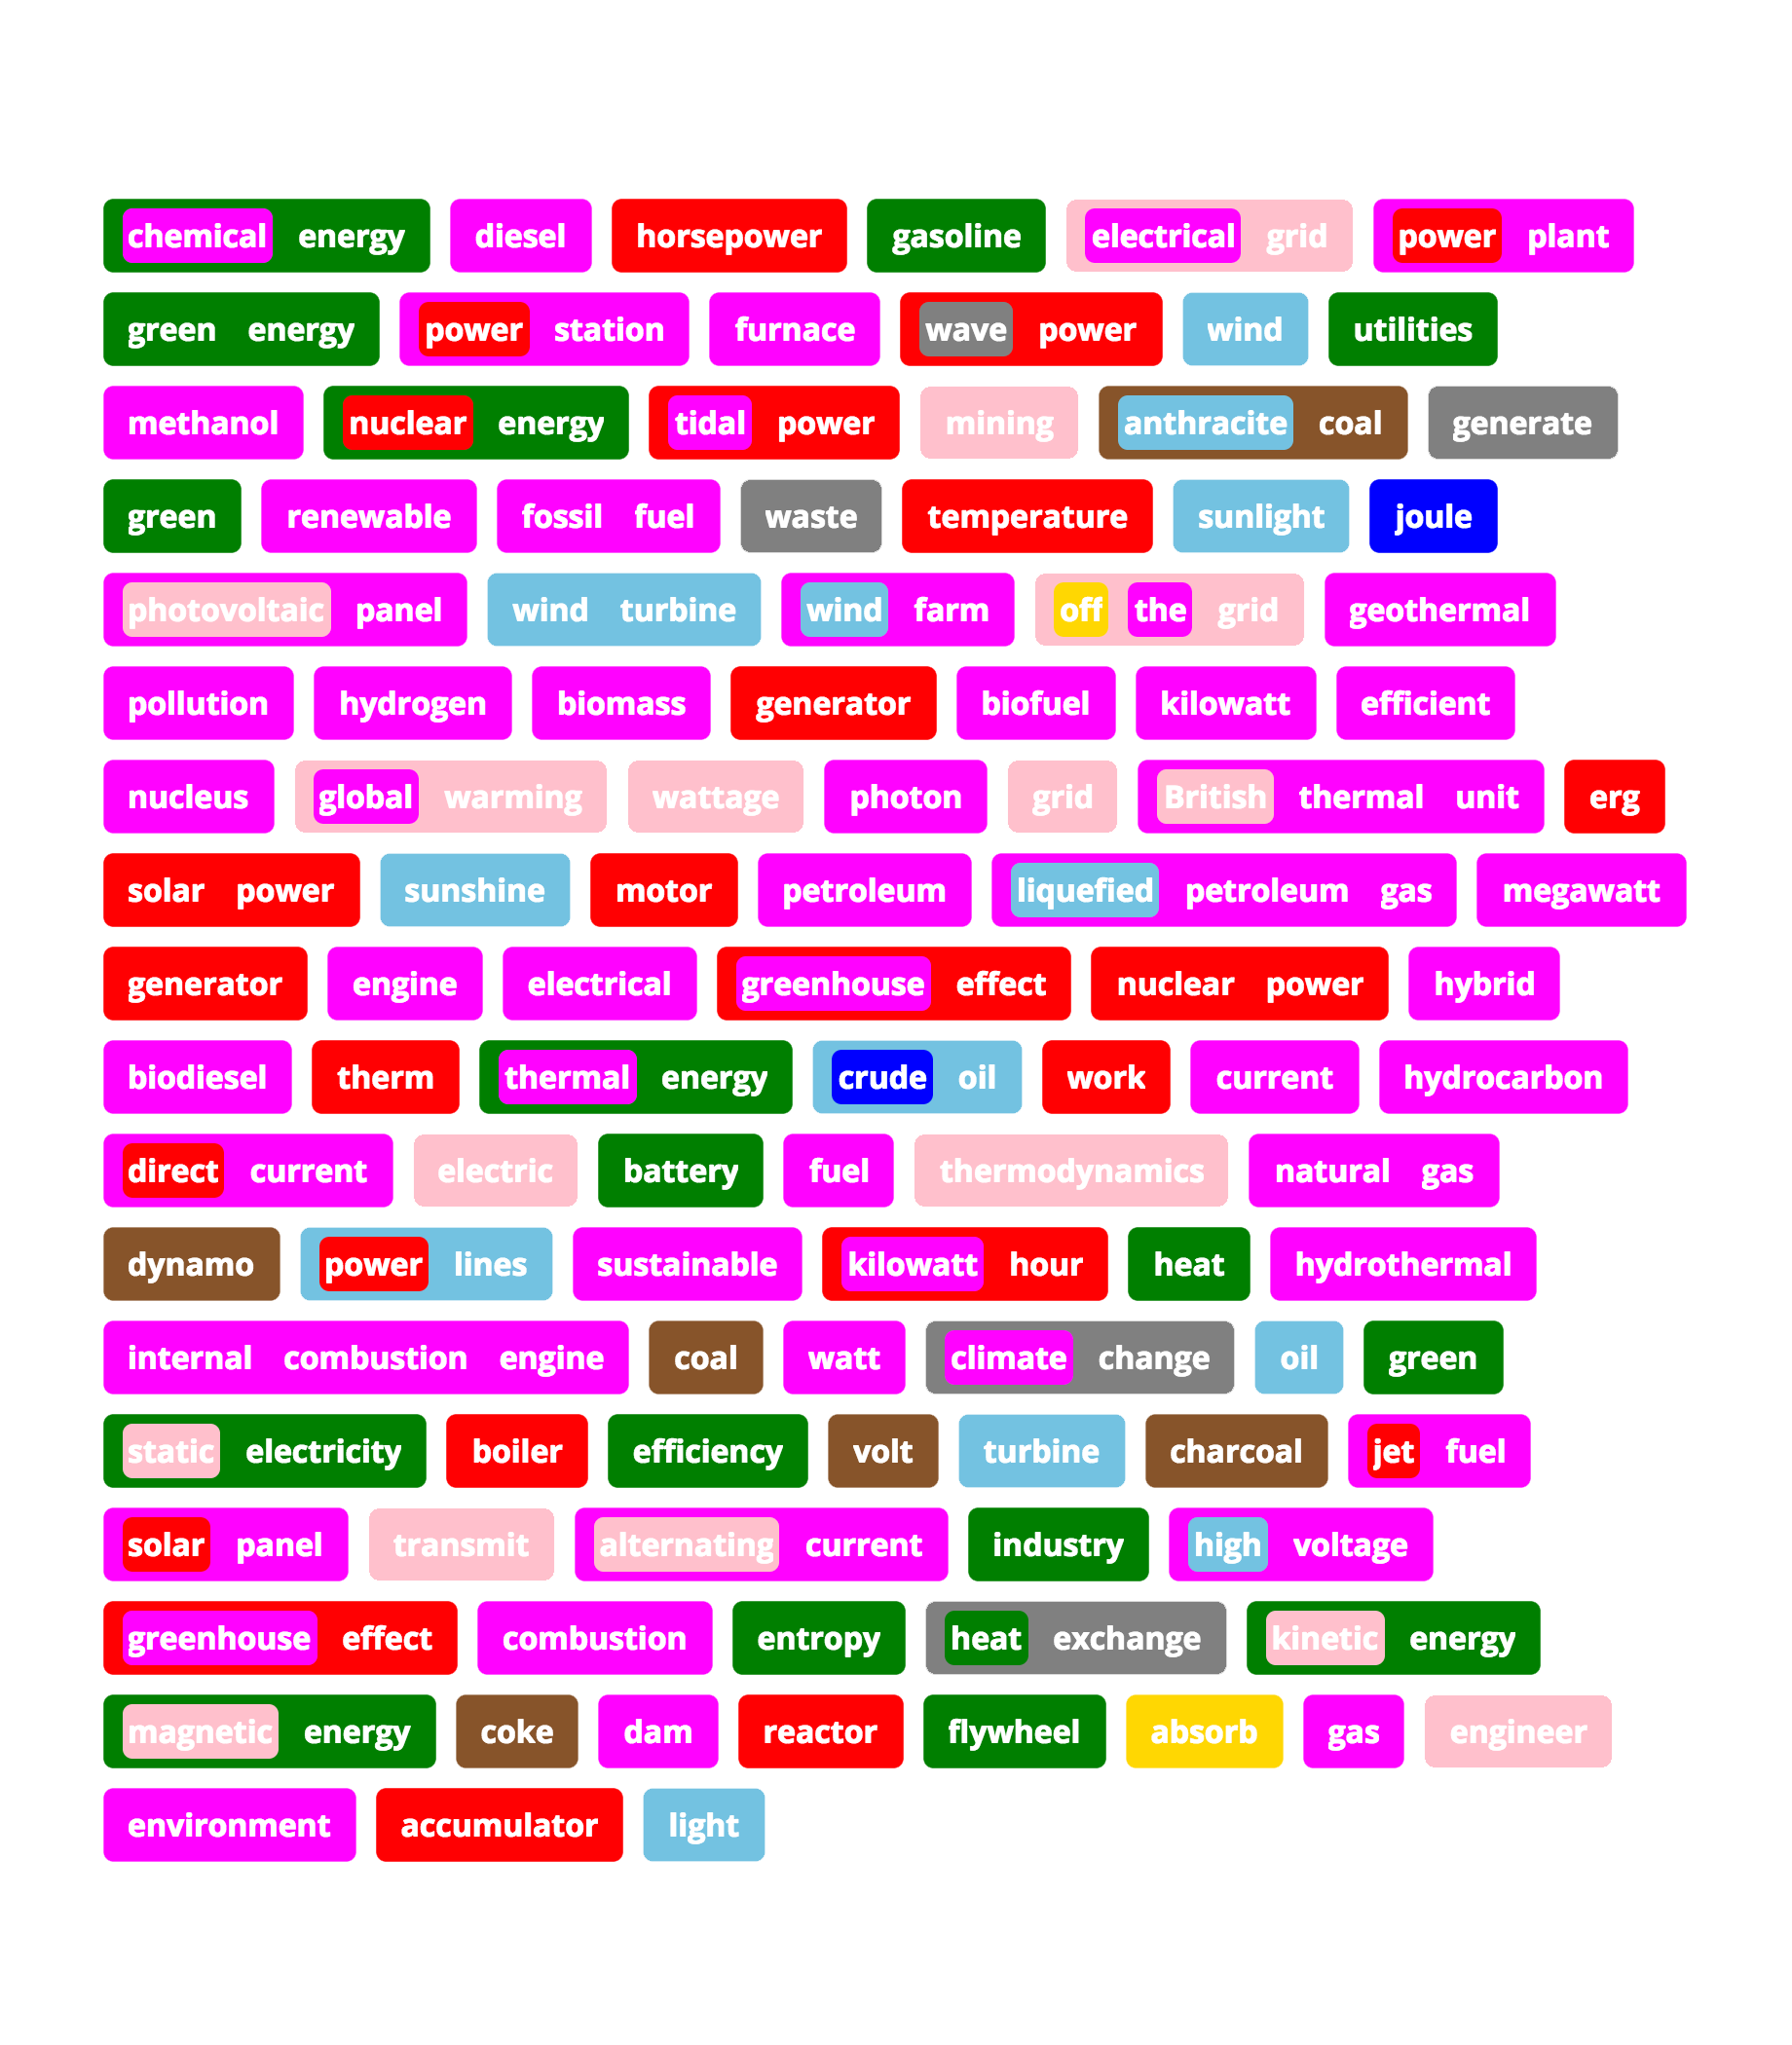 chemical energy diesel horsepower gasoline electrical grid power plant
green energy power station furnace wave power wind utilities
methanol nuclear energy tidal power mining anthracite coal generate
green renewable fossil fuel waste temperature sunlight joule
photovoltaic panel wind turbine wind farm off the grid geothermal
pollution hydrogen biomass generator biofuel kilowatt efficient
nucleus global warming wattage photon grid British thermal unit erg
solar power sunshine motor petroleum liquefied petroleum gas megawatt
generator engine electrical greenhouse effect nuclear power hybrid
biodiesel therm thermal energy crude oil work current hydrocarbon
direct current electric battery fuel thermodynamics natural gas
dynamo power lines sustainable kilowatt hour heat hydrothermal
internal combustion engine coal watt climate change oil green
static electricity boiler efficiency volt turbine charcoal jet fuel
solar panel transmit alternating current industry high voltage
greenhouse effect combustion entropy heat exchange kinetic energy
magnetic energy coke dam reactor flywheel absorb gas engineer
environment accumulator light